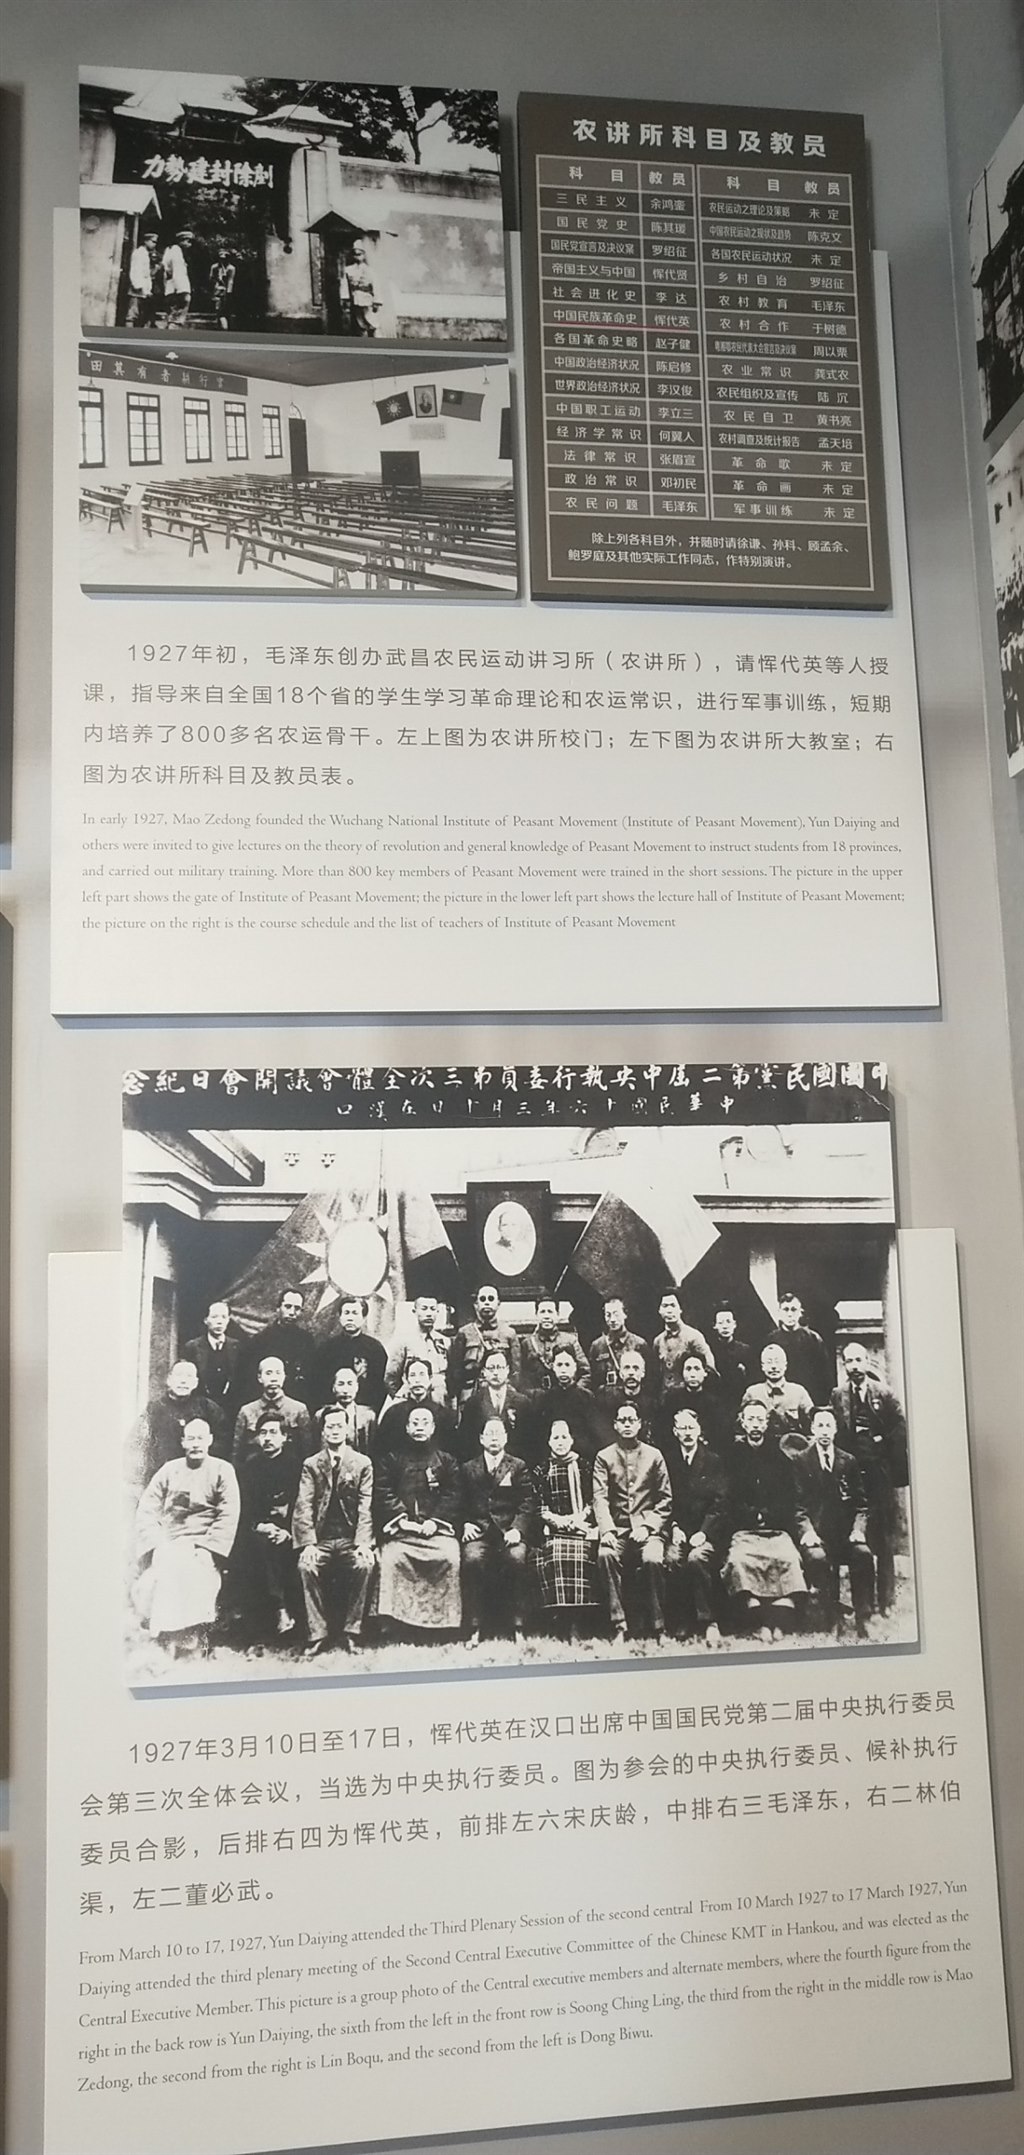 剷除封建勢力
农讲所科目及教员
科目 教员 科目 教员
三民主义 余鸿銮 农民运动之理论及策略 未定
国民党史 陈其瑗 中国农民运动之现状及趋势 陈克文
国民党宣言及决议案 罗绍征 各国农民运动状况 未定
帝国主义与中国 恽代贤 乡村自治 罗绍征
社会进化史 李达 农村教育 毛泽东
中国民族革命史 恽代英 农村合作 于树德
各国革命史略 赵子健 粤湘鄂农民代表大会宣言及决议案 周以栗
中国政治经济状况 陈启修 农业常识 龚式农
世界政治经济状况 李汉俊 农民组织及宣传 陆沉
中国职工运动 李立三 农民自卫 黄书亮
经济学常识 何翼人 农村调查及统计报告 孟天培
法律常识 张眉宣 革命歌 未定
政治常识 邓初民 革命画 未定
农民问题 毛泽东 军事训练 未定
除上列各科目外，并随时请徐谦、孙科、顾孟余、
鲍罗庭及其他实际工作同志，作特别演讲。
田其有者耕行实
1927年初，毛泽东创办武昌农民运动讲习所（农讲所），请恽代英等人授
课，指导来自全国18个省的学生学习革命理论和农运常识，进行军事训练，短期
内培养了800多名农运骨干。左上图为农讲所校门；左下图为农讲所大教室；右
图为农讲所科目及教员表。
In early 1927, Mao Zedong founded the Wuchang National Institute of Peasant Movement (Institute of Peasant Movement), Yun Daiying and
others were invited to give lectures on the theory of revolution and general knowledge of Peasant Movement to instruct students from 18 provinces,
and carried out military training. More than 800 key members of Peasant Movement were trained in the short sessions. The picture in the upper
left part shows the gate of Institute of Peasant Movement; the picture in the lower left part shows the lecture hall of Institute of Peasant Movement;
the picture on the right is the course schedule and the list of teachers of Institute of Peasant Movement
中國國民黨第二屆中央執行委員第三次全體會議開會日紀念
中華民國十六年三月十日在漢口
1927年3月10日至17日，恽代英在汉口出席中国国民党第二届中央执行委员
会第三次全体会议，当选为中央执行委员。图为参会的中央执行委员、候补执行
委员合影，后排右四为恽代英，前排左六宋庆龄，中排右三毛泽东，右二林伯
渠，左二董必武。
From March 10 to 17, 1927, Yun Daiying attended the Third Plenary Session of the second central From 10 March 1927 to 17 March 1927, Yun
Daiying attended the third plenary meeting of the Second Central Executive Committee of the Chinese KMT in Hankou, and was elected as the
Central Executive Member. This picture is a group photo of the Central executive members and alternate members, where the fourth figure from the
right in the back row is Yun Daiying, the sixth from the left in the front row is Soong Ching Ling, the third from the right in the middle row is Mao
Zedong, the second from the right is Lin Boqu, and the second from the left is Dong Biwu.